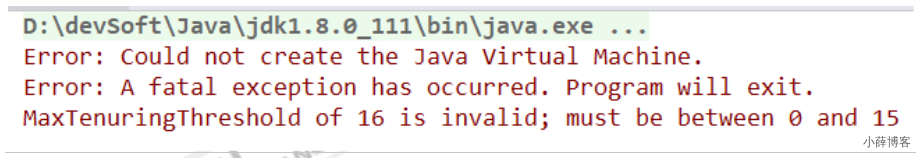 D:\devSoft\Java\jdk1.8.0_111\bin\java.exe ...
Error: Could not create the Java Virtual Machine.
Error: A fatal exception has occurred. Program will exit.
MaxTenuringThreshold of 16 is invalid; must be between 0 and 15
小薛博客